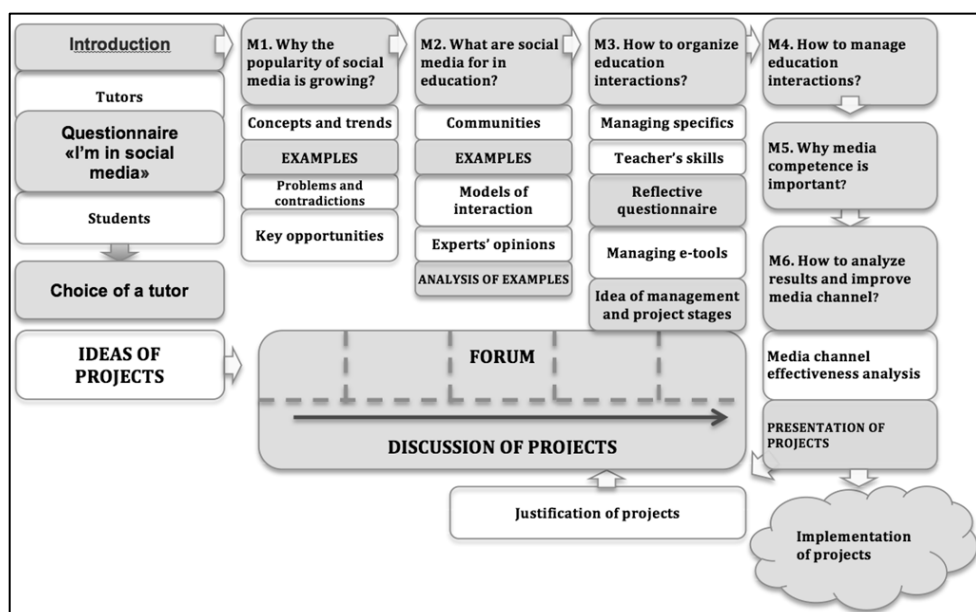 Introduction
Tutors
Questionnaire
«I'm in social
media»
Students
Choice of a tutor
IDEAS OF
PROJECTS
M1. Why the
popularity of social
media is growing?
Concepts and trends
EXAMPLES
Problems and
contradictions
Key opportunities
M2. What are social
media for in
education?
Communities
EXAMPLES
Models of
interaction
Experts' opinions
ANALYSIS OF EXAMPLES
M3. How to organize
education
interactions?
Managing specifics
Teacher's skills
Reflective
questionnaire
Managing e-tools
Idea of management
and project stages
M4. How to manage
education
interactions?
M5. Why media
competence is
important?
M6. How to analyze
results and improve
media channel?
Media channel
effectiveness analysis
PRESENTATION OF
PROJECTS
FORUM
DISCUSSION OF PROJECTS
Justification of projects
Implementation
of projects